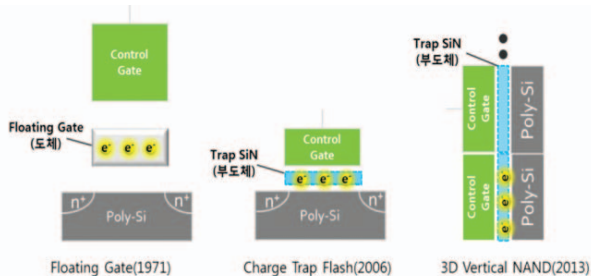 Control
Gate
Floating Gate
(도체)
e⁻ e⁻ e⁻
n⁺ n⁺
Poly-Si
Floating Gate(1971)
Control
Gate
Trap SiN
(부도체)
e⁻ e⁻ e⁻
n⁺ n⁺
Poly-Si
Charge Trap Flash(2006)
Trap SiN
(부도체)
Control
Gate
Poly-Si
Control
Gate
e
e
e
Poly-Si
3D Vertical NAND(2013)